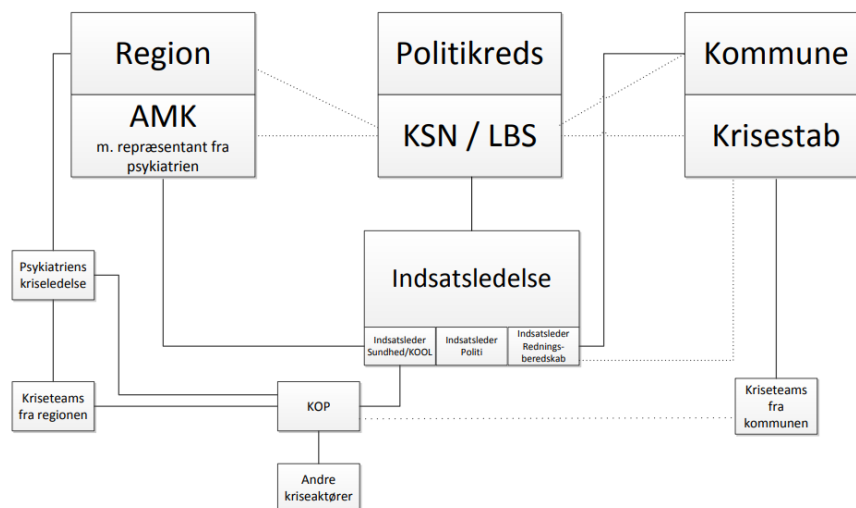 Region
Politikreds
Kommune
AMK
m. repræsentant fra
psykiatrien
KSN / LBS
Krisestab
Psykiatriens
kriseledelse
Indsatsledelse
Indsatsleder
Sundhed/KOOL
Indsatsleder
Politi
Indsatsleder
Rednings-
beredskab
Kriseteams
fra regionen
KOP
Kriseteams
fra
kommunen
Andre
kriseaktører